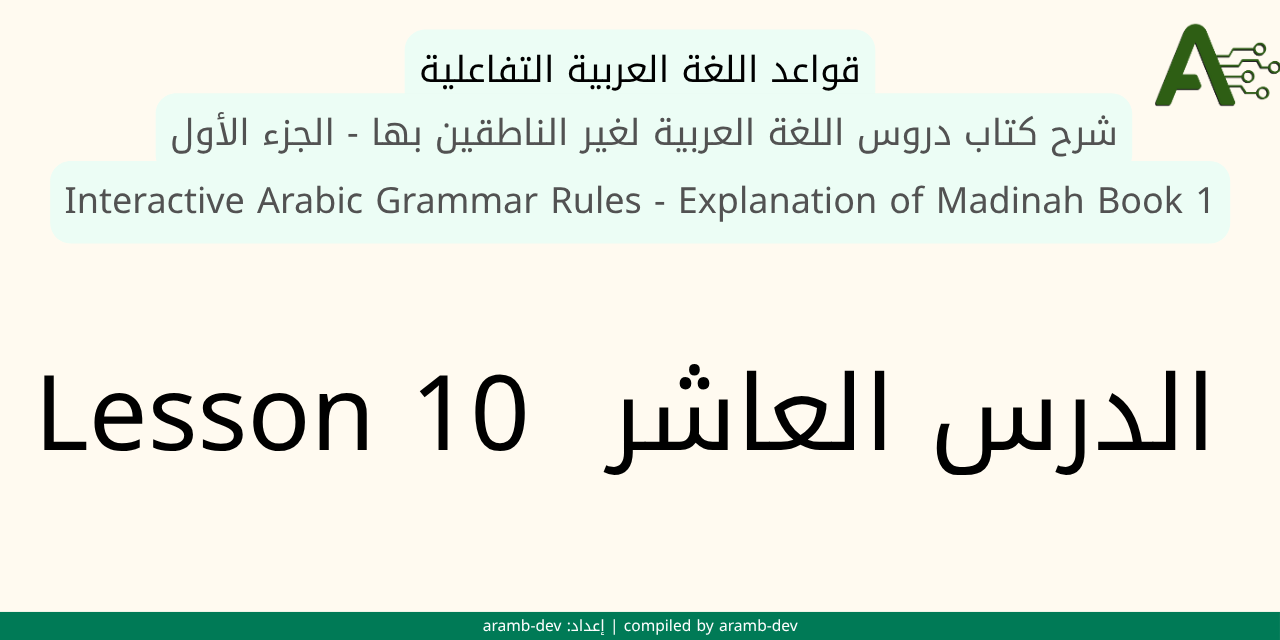 قواعد اللغة العربية التفاعلية
شرح كتاب دروس اللغة العربية لغير الناطقين بها - الجزء الأول
Interactive Arabic Grammar Rules - Explanation of Madinah Book 1
الدرس العاشر Lesson 10
aramb-dev :إعداد | compiled by aramb-dev